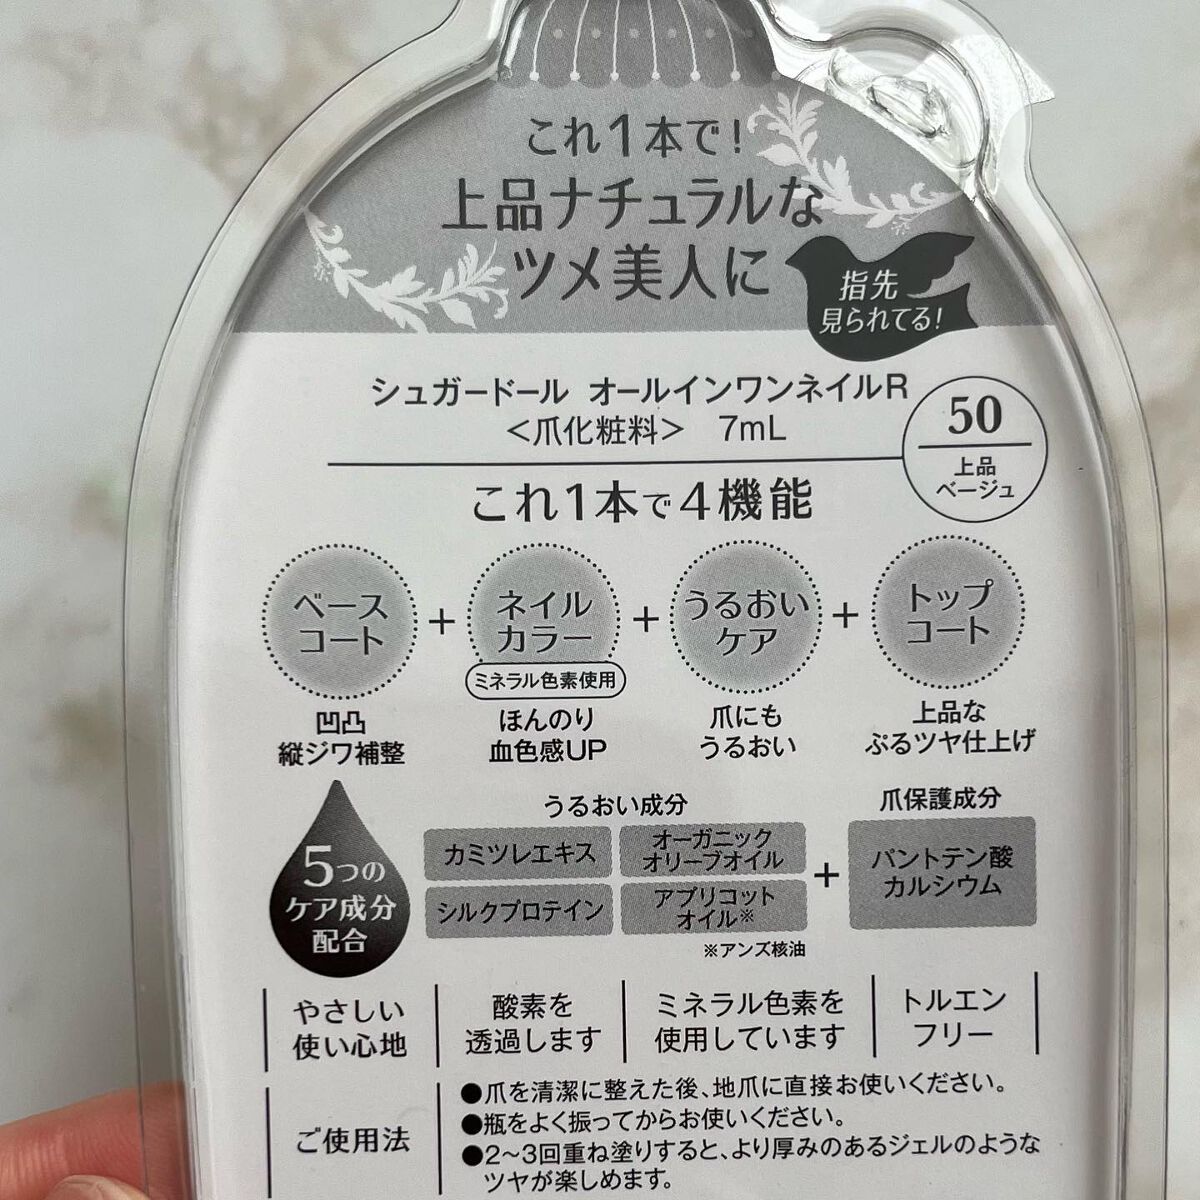 これ1本で!
上品ナチュラルな
ツメ美人に
指先
見られてる!
シュガードール オールインワンネイルR
<爪化粧料> 7mL
50
上品
ベージュ
これ1本で4機能
ベース
コート
+
ネイル
カラー
ミネラル色素使用
+
うるおい
ケア
+
トップ
コート
凹凸
縦ジワ補整
ほんのり
血色感UP
爪にも
うるおい
上品な
ぷるツヤ仕上げ
5つの
ケア成分
配合
うるおい成分
カミツレエキス
オーガニック
オリーブオイル
シルクプロテイン
アプリコット
オイル※
※アンズ核油
+
爪保護成分
パントテン酸
カルシウム
やさしい
使い心地
酸素を
透過します
ミネラル色素を
使用しています
トルエン
フリー
ご使用法
●爪を清潔に整えた後、地爪に直接お使いください。
●瓶をよく振ってからお使いください。
●2~3回重ね塗りすると、より厚みのあるジェルのような
ツヤが楽しめます。